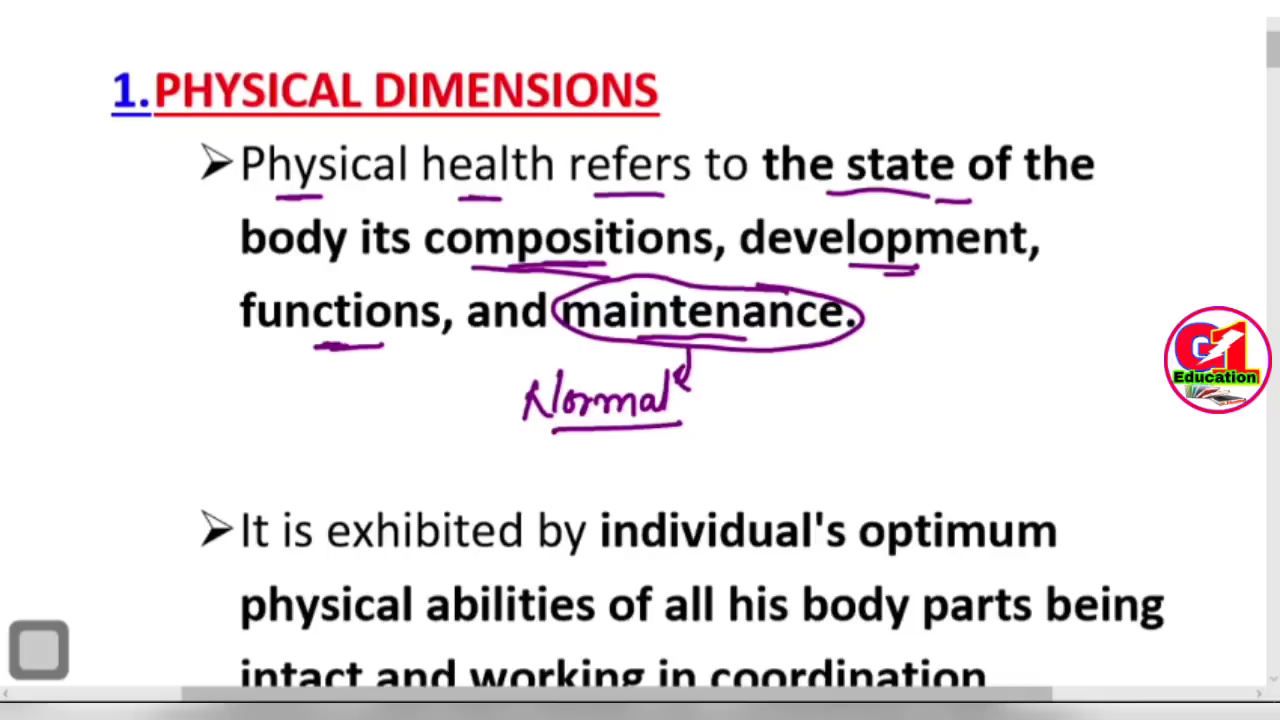 1.PHYSICAL DIMENSIONS
➢Physical health refers to the state of the
body its compositions, development,
functions, and maintenance.
Normal
➢It is exhibited by individual's optimum
physical abilities of all his body parts being
intact and working in coordination
G1
Education